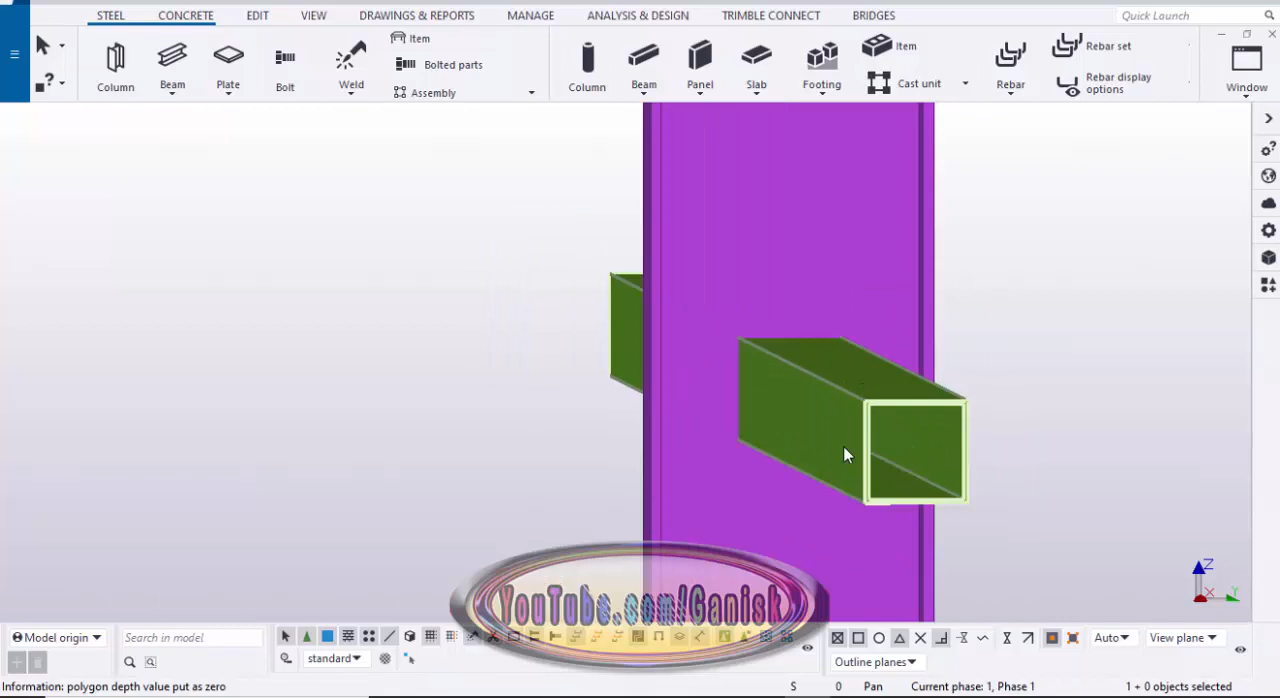 STEEL CONCRETE EDIT VIEW DRAWINGS & REPORTS MANAGE ANALYSIS & DESIGN TRIMBLE CONNECT BRIDGES Quick Launch
Item
Bolted parts
Assembly
Column Beam Plate Bolt Weld
Column Beam Panel Slab Footing
Item
Cast unit
Rebar
Rebar set
Rebar display
options
Window
Z
X
Y
YouTube.com/Ganisk
Model origin Search in model
standard
Auto View plane
Outline planes
Information: polygon depth value put as zero S 0 Pan Current phase: 1, Phase 1 1 + 0 objects selected